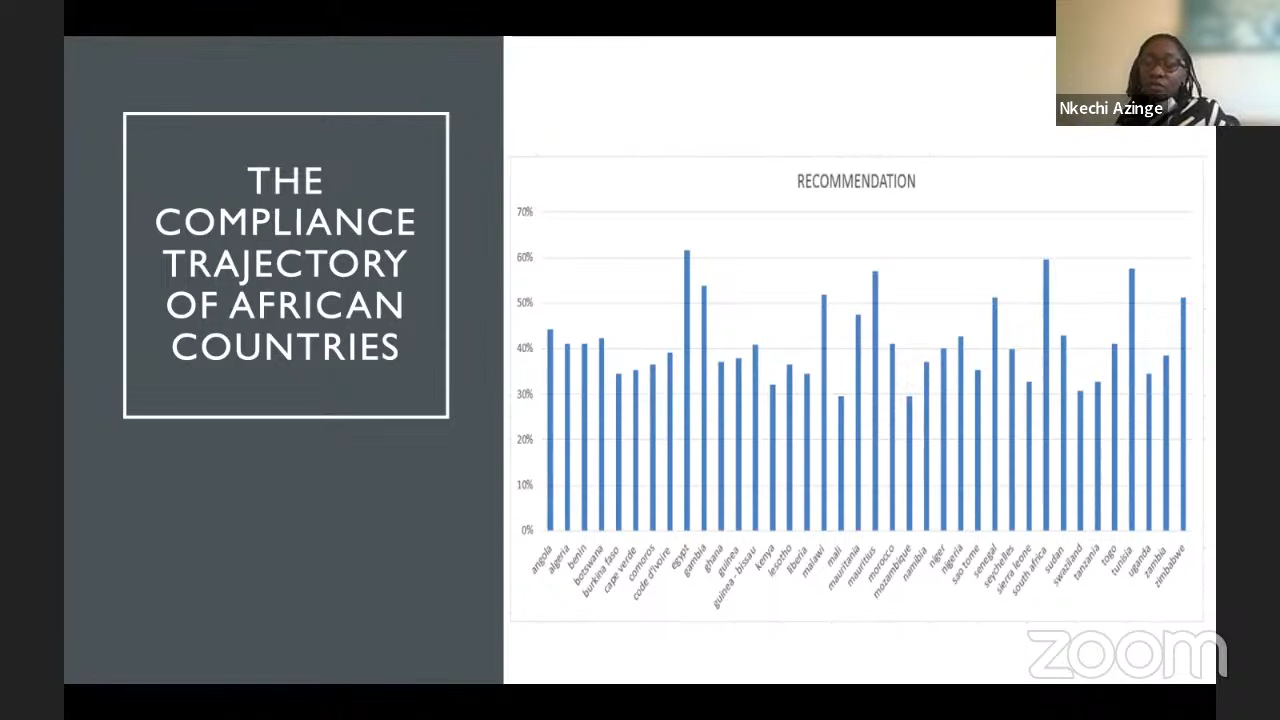 THE
COMPLIANCE
TRAJECTORY
OF AFRICAN
COUNTRIES
Nkechi Azinge
RECOMMENDATION
70%
60%
50%
40%
30%
20%
10%
0%
angola
algeria
benin
botswana
burkina faso
cape verde
comoros
code d'ivoire
egypt
gambia
ghana
guinea
guinea - bissau
kenya
lesotho
liberia
malawi
mali
mauritania
mauritius
morocco
mozambique
namibia
niger
nigeria
sao tome
senegal
seychelles
sierra leone
south africa
sudan
swaziland
tanzania
togo
tunisia
uganda
zambia
zimbabwe
zoom